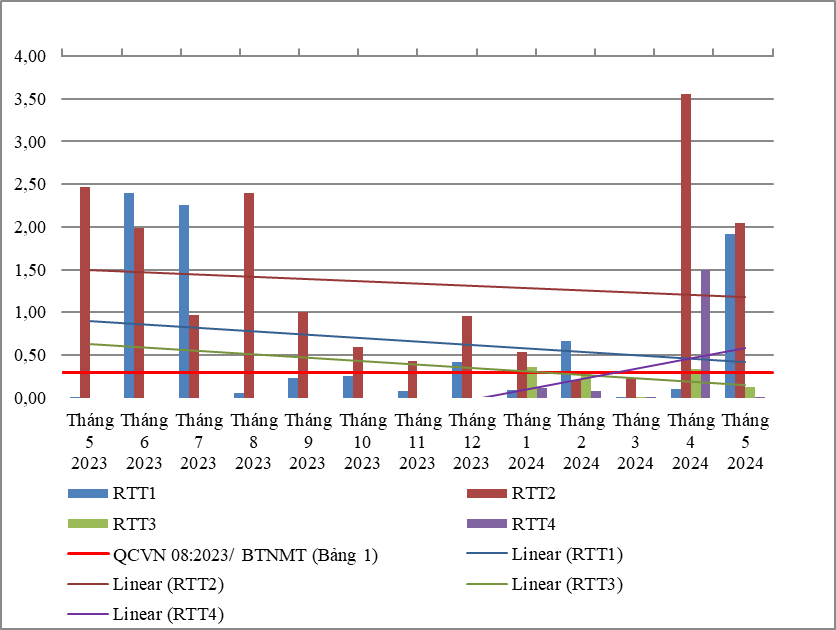 4,00
3,50
3,00
2,50
2,00
1,50
1,00
0,50
0,00
Tháng Tháng Tháng Tháng Tháng Tháng Tháng Tháng Tháng Tháng Tháng Tháng Tháng
5 6 7 8 9 10 11 12 1 2 3 4 5
2023 2023 2023 2023 2023 2023 2023 2023 2024 2024 2024 2024 2024
RTT1 RTT2
RTT3 RTT4
QCVN 08:2023/ BTNMT (Bảng 1) Linear (RTT1)
Linear (RTT2) Linear (RTT3)
Linear (RTT4)